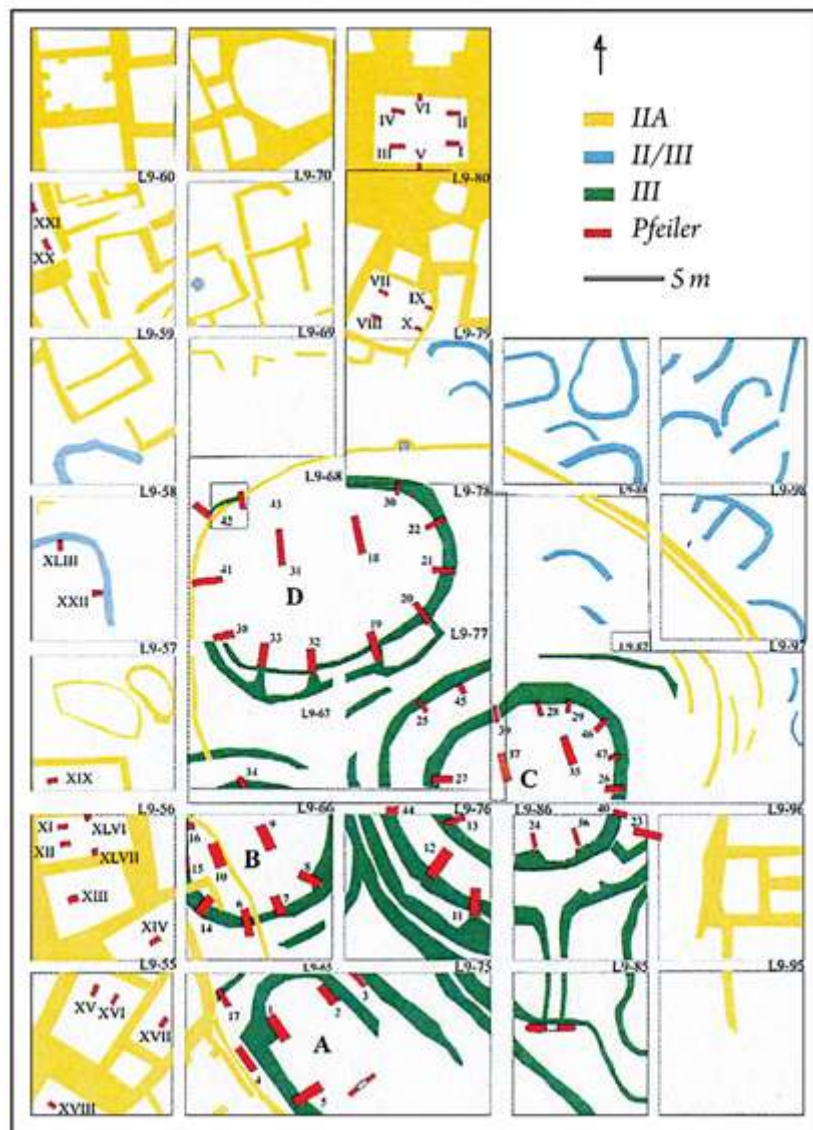 IIA
II/III
III
Pfeiler
5 m
VI
IV
II
III
V
I
L9-60
L9-70
L9-80
XXI
XX
VII
IX
VIII
X
L9-59
L9-69
L9-79
L9-68
L9-58
L9-78
L9-98
43
42
30
22
XLIII
41
31
18
21
XXII
D
20
38
33
32
19
L9-57
L9-77
L9-97
45
L9-67
25
39
28
29
46
37
35
47
XIX
34
27
C
26
L9-56
L9-66
L9-76
L9-86
L9-96
44
40
XI
XLVI
16
9
13
24
36
23
XII
XLVII
15
10
B
8
12
XIII
14
6
7
11
XIV
L9-55
L9-65
L9-75
L9-85
L9-95
XV
XVI
17
1
2
3
XVII
A
4
5
XVIII